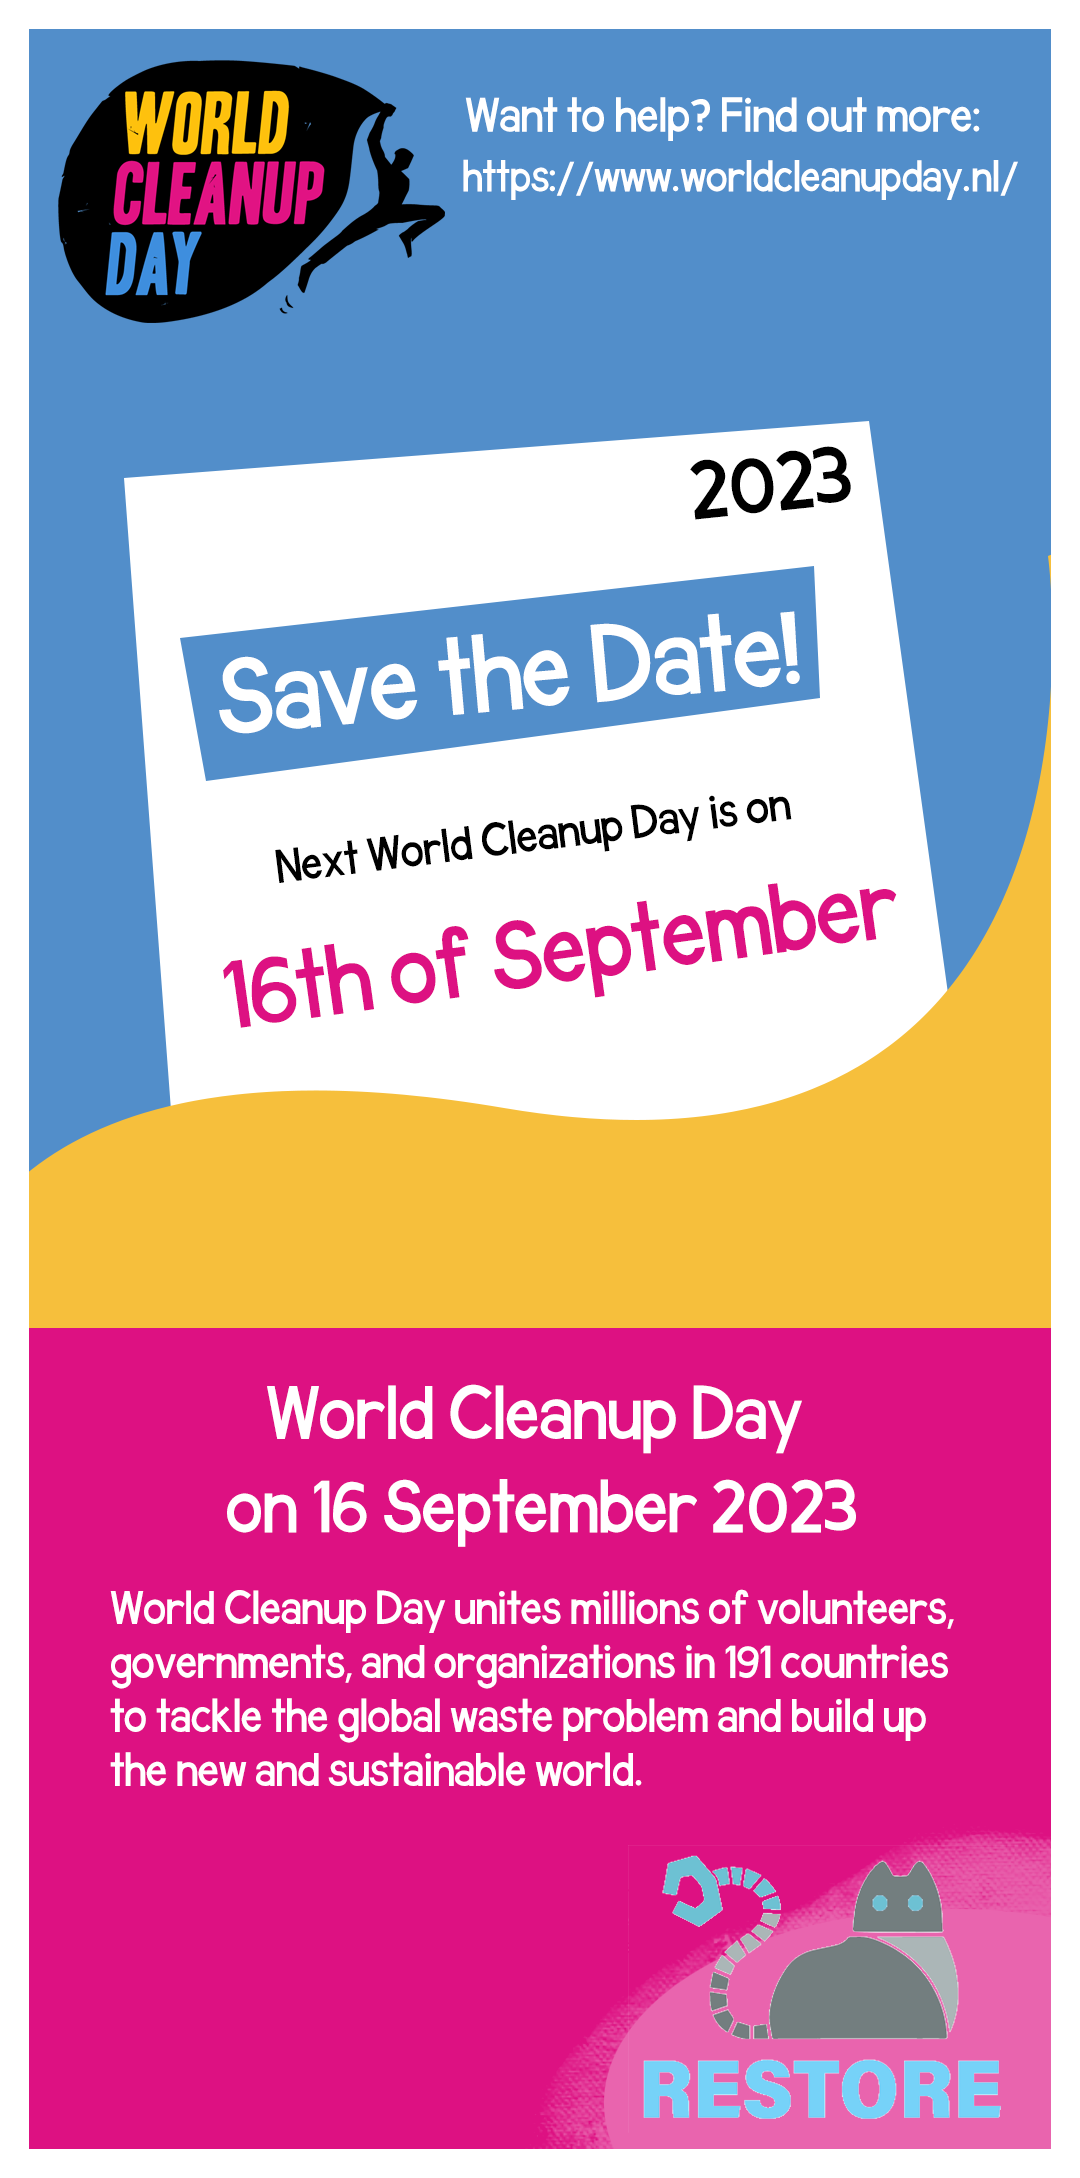 WORLD
CLEANUP
DAY
Want to help? Find out more:
https://www.worldcleanupday.nl/
2023
Save the Date!
Next World Cleanup Day is on
16th of September
World Cleanup Day
on 16 September 2023
World Cleanup Day unites millions of volunteers,
governments, and organizations in 191 countries
to tackle the global waste problem and build up
the new and sustainable world.
RESTORE